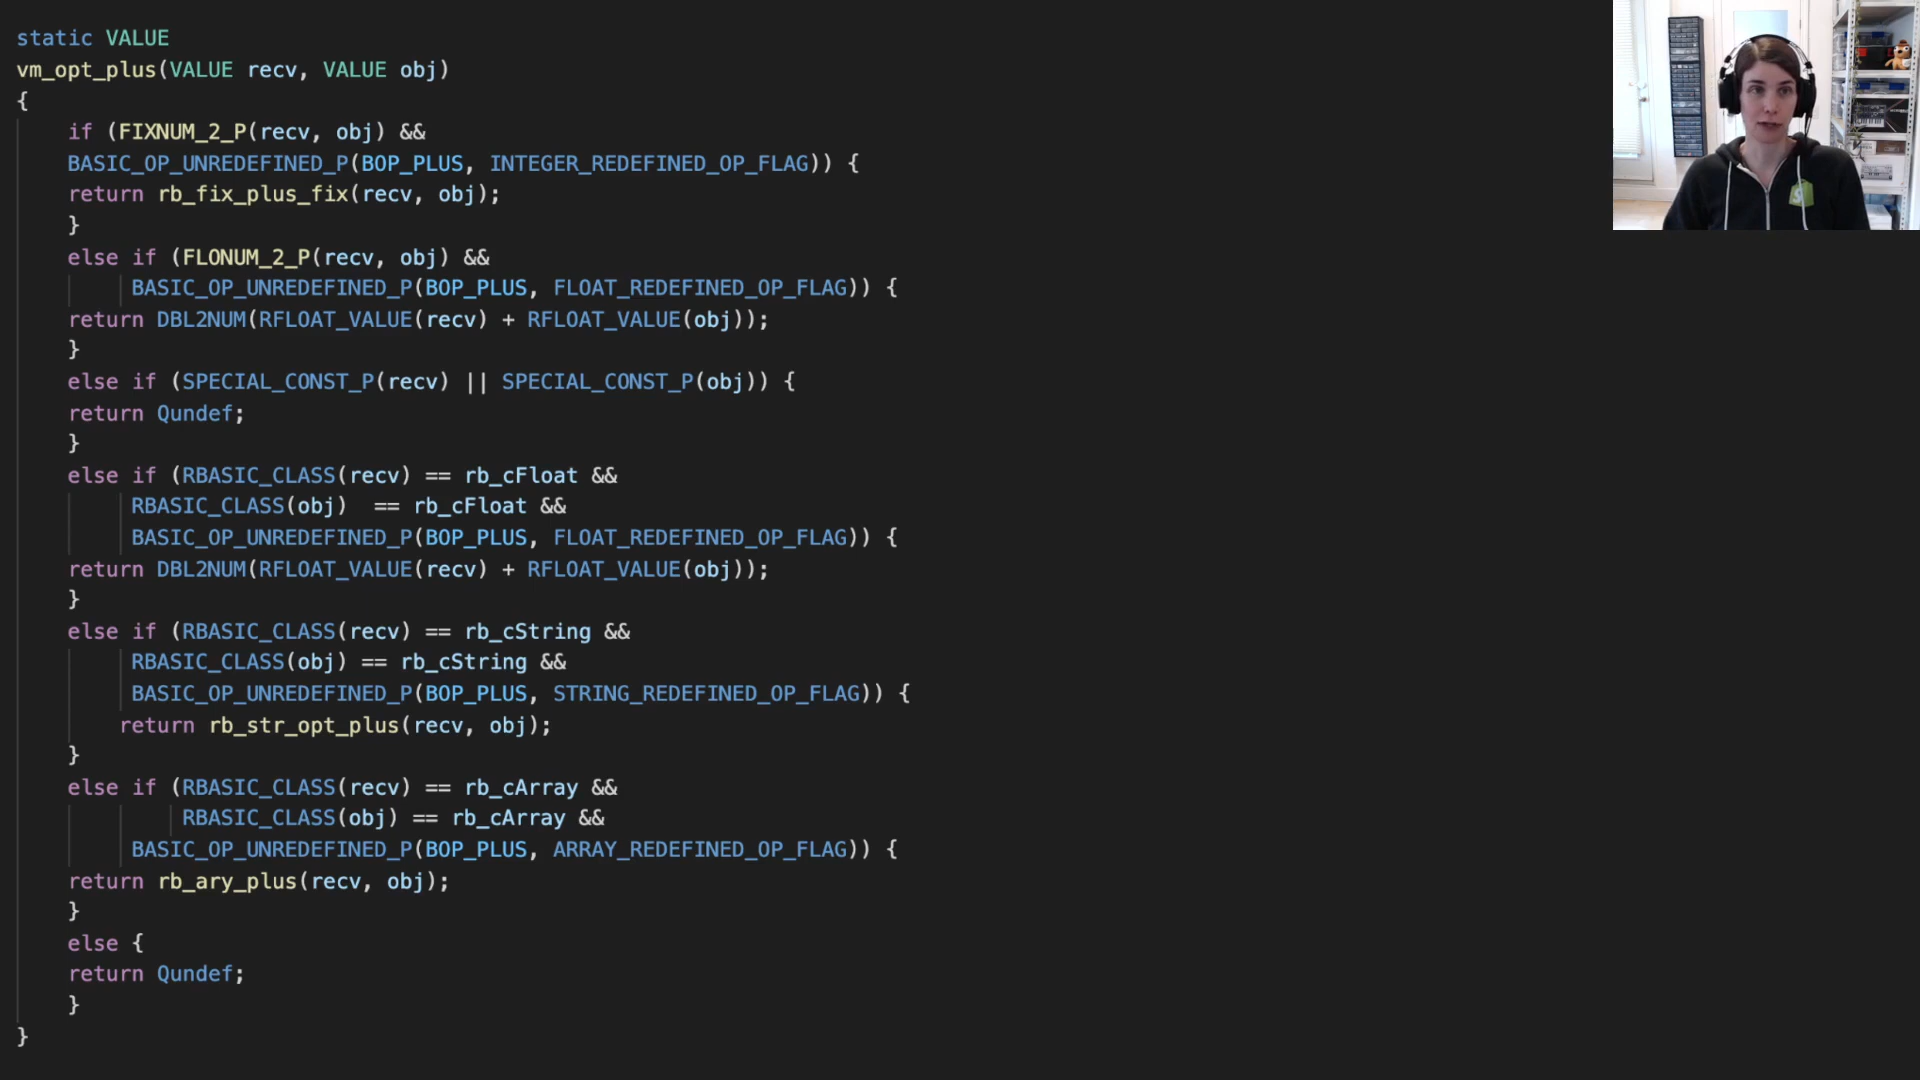 static VALUE
vm_opt_plus(VALUE recv, VALUE obj)
{
    if (FIXNUM_2_P(recv, obj) &&
    BASIC_OP_UNREDEFINED_P(BOP_PLUS, INTEGER_REDEFINED_OP_FLAG)) {
    return rb_fix_plus_fix(recv, obj);
    }
    else if (FLONUM_2_P(recv, obj) &&
         BASIC_OP_UNREDEFINED_P(BOP_PLUS, FLOAT_REDEFINED_OP_FLAG)) {
    return DBL2NUM(RFLOAT_VALUE(recv) + RFLOAT_VALUE(obj));
    }
    else if (SPECIAL_CONST_P(recv) || SPECIAL_CONST_P(obj)) {
    return Qundef;
    }
    else if (RBASIC_CLASS(recv) == rb_cFloat &&
         RBASIC_CLASS(obj)  == rb_cFloat &&
         BASIC_OP_UNREDEFINED_P(BOP_PLUS, FLOAT_REDEFINED_OP_FLAG)) {
    return DBL2NUM(RFLOAT_VALUE(recv) + RFLOAT_VALUE(obj));
    }
    else if (RBASIC_CLASS(recv) == rb_cString &&
         RBASIC_CLASS(obj) == rb_cString &&
         BASIC_OP_UNREDEFINED_P(BOP_PLUS, STRING_REDEFINED_OP_FLAG)) {
        return rb_str_opt_plus(recv, obj);
    }
    else if (RBASIC_CLASS(recv) == rb_cArray &&
             RBASIC_CLASS(obj) == rb_cArray &&
         BASIC_OP_UNREDEFINED_P(BOP_PLUS, ARRAY_REDEFINED_OP_FLAG)) {
    return rb_ary_plus(recv, obj);
    }
    else {
    return Qundef;
    }
}